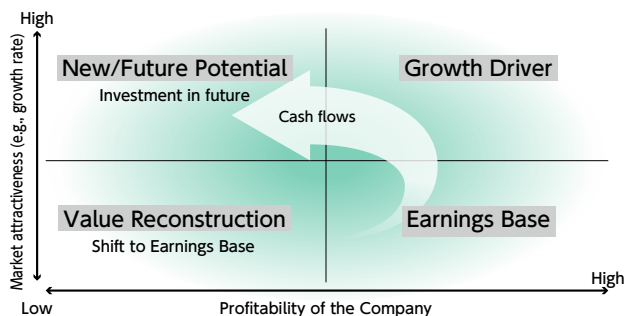 High
Market attractiveness (e.g., growth rate)
New/Future Potential
Investment in future
Growth Driver
Cash flows
Value Reconstruction
Shift to Earnings Base
Earnings Base
High
Low
Profitability of the Company